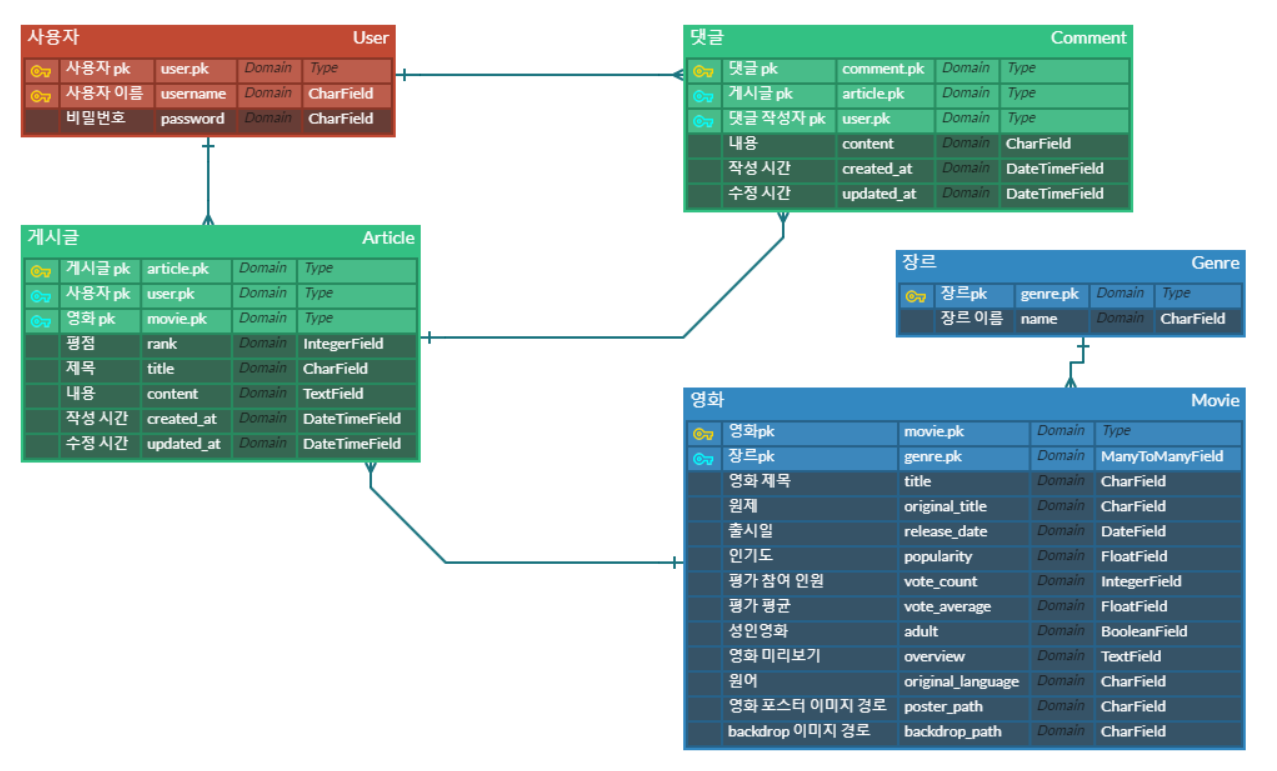 사용자 User
사용자 pk user.pk Domain Type
사용자 이름 username Domain CharField
비밀번호 password Domain CharField
댓글 Comment
댓글 pk comment.pk Domain Type
게시글 pk article.pk Domain Type
댓글 작성자 pk user.pk Domain Type
내용 content Domain CharField
작성 시간 created_at Domain DateTimeField
수정 시간 updated_at Domain DateTimeField
게시글 Article
게시글 pk article.pk Domain Type
사용자 pk user.pk Domain Type
영화 pk movie.pk Domain Type
평점 rank Domain IntegerField
제목 title Domain CharField
내용 content Domain TextField
작성 시간 created_at Domain DateTimeField
수정 시간 updated_at Domain DateTimeField
장르 Genre
장르pk genre.pk Domain Type
장르 이름 name Domain CharField
영화 Movie
영화pk movie.pk Domain Type
장르pk genre.pk Domain ManyToManyField
영화 제목 title Domain CharField
원제 original_title Domain CharField
출시일 release_date Domain DateField
인기도 popularity Domain FloatField
평가 참여 인원 vote_count Domain IntegerField
평가 평균 vote_average Domain FloatField
성인영화 adult Domain BooleanField
영화 미리보기 overview Domain TextField
원어 original_language Domain CharField
영화 포스터 이미지 경로 poster_path Domain CharField
backdrop 이미지 경로 backdrop_path Domain CharField